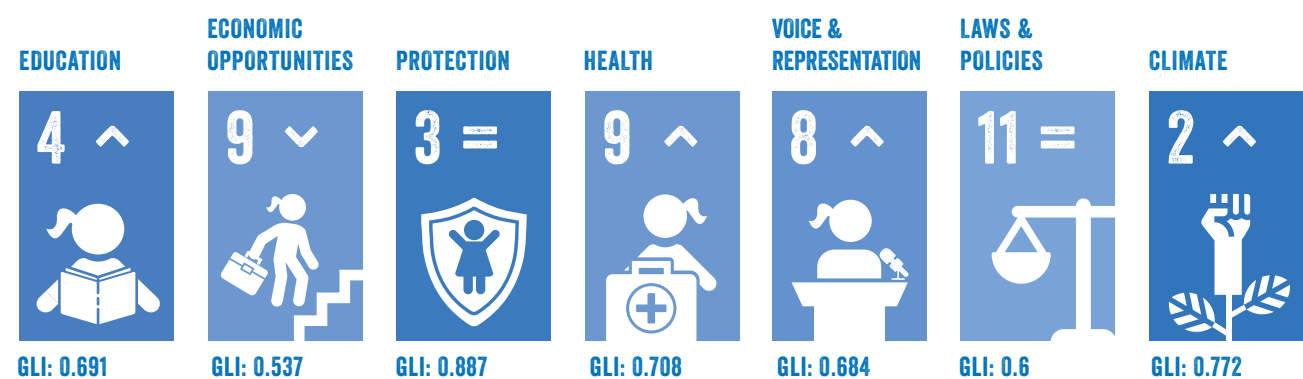 EDUCATION
4 ^
GLI: 0.691
ECONOMIC
OPPORTUNITIES
9 ⌄
GLI: 0.537
PROTECTION
3 =
GLI: 0.887
HEALTH
9 ^
GLI: 0.708
VOICE &
REPRESENTATION
8 ^
GLI: 0.684
LAWS &
POLICIES
11 =
GLI: 0.6
CLIMATE
2 ^
GLI: 0.772